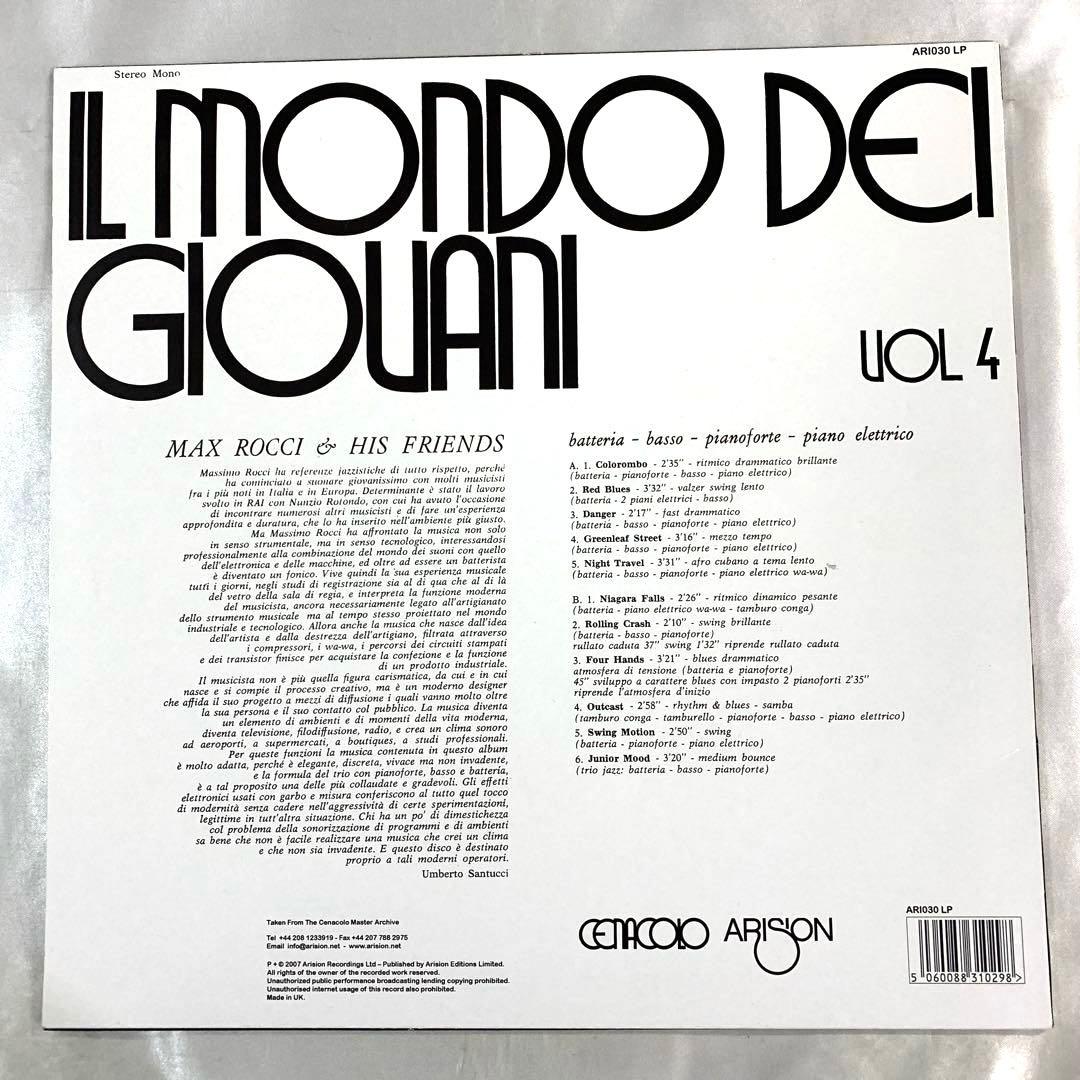 Stereo Mono
ARI030 LP
IL MONDO DEI
GIOVANI
VOL 4
MAX ROCCI & HIS FRIENDS
Massimo Rocci ha referenze jazzistiche di tutto rispetto, perché
ha cominciato a suonare giovanissimo con molti musicisti
fra i più noti in Italia e in Europa. Determinante è stato il lavoro
svolto in RAI con Nunzio Rotondo, con cui ha avuto l'occasione
di incontrare numerosi altri musicisti e di fare un'esperienza
approfondita e duratura, che lo ha inserito nell'ambiente più giusto.
Ma Massimo Rocci ha affrontato la musica non solo
in senso strumentale, ma in senso tecnologico, interessandosi
professionalmente alla combinazione del mondo dei suoni con quello
dell'elettronica e delle macchine, ed oltre ad essere un batterista
è diventato un fonico. Vive quindi la sua esperienza musicale
tutti i giorni, negli studi di registrazione sia al di qua che al di là
del vetro della sala di regia, e interpreta la funzione moderna
del musicista, ancora necessariamente legato all'artigianato
dello strumento musicale ma al tempo stesso proiettato nel mondo
industriale e tecnologico. Allora anche la musica che nasce dall'idea
dell'artista e dalla destrezza dell'artigiano, filtrata attraverso
i compressori, i wa-wa, i percorsi dei circuiti stampati
e dei transistor finisce per acquistare la confezione e la funzione
di un prodotto industriale.
Il musicista non è più quella figura carismatica, da cui e in cui
nasce e si compie il processo creativo, ma è un moderno designer
che affida il suo progetto a mezzi di diffusione i quali vanno molto oltre
la sua persona e il suo contatto col pubblico. La musica diventa
un elemento di ambienti e di momenti della vita moderna,
diventa televisione, filodiffusione, radio, e crea un clima sonoro
ad aeroporti, a supermercati, a boutiques, a studi professionali.
Per queste funzioni la musica contenuta in questo album
è molto adatta, perché è elegante, discreta, vivace ma non invadente,
e la formula del trio con pianoforte, basso e batteria,
è a tal proposito una delle più collaudate e gradevoli. Gli effetti
elettronici usati con garbo e misura conferiscono al tutto quel tocco
di modernità senza cadere nell'aggressività di certe sperimentazioni,
legittime in tutt'altra situazione. Chi ha un po' di dimestichezza
col problema della sonorizzazione di programmi e di ambienti
sa bene che non è facile realizzare una musica che crei un clima
e che non sia invadente. E questo disco è destinato
proprio a tali moderni operatori.
Umberto Santucci
batteria - basso - pianoforte - piano elettrico
A. 1. Colorombo - 2'35" - ritmico drammatico brillante
(batteria - pianoforte - basso - piano elettrico)
2. Red Blues - 3'32" - valzer swing lento
(batteria - 2 piani elettrici - basso)
3. Danger - 2'17" - fast drammatico
(batteria - basso - pianoforte - piano elettrico)
4. Greenleaf Street - 3'16" - mezzo tempo
(batteria - basso - pianoforte - piano elettrico)
5. Night Travel - 3'31" - afro cubano a tema lento
(batteria - basso - pianoforte - piano elettrico wa-wa)
B. 1. Niagara Falls - 2'26" - ritmico dinamico pesante
(batteria - piano elettrico wa-wa - tamburo conga)
2. Rolling Crash - 2'10" - swing brillante
(batteria - basso - pianoforte)
rullato caduta 37" swing 1'32" riprende rullato caduta
3. Four Hands - 3'21" - blues drammatico
atmosfera di tensione (batteria e pianoforte)
45" sviluppo a carattere blues con impasto 2 pianoforti 2'35"
riprende l'atmosfera d'inizio
4. Outcast - 2'58" - rhythm & blues - samba
(tamburo conga - tamburello - pianoforte - basso - piano elettrico)
5. Swing Motion - 2'50" - swing
(batteria - pianoforte - piano elettrico)
6. Junior Mood - 3'20" - medium bounce
(trio jazz: batteria - basso - pianoforte)
Taken From The Cenacolo Master Archive
Tel +44 208 1233919 - Fax +44 207 788 2975
Email info@arision.net - www.arision.net
P + © 2007 Arision Recordings Ltd – Published by Arision Editions Limited.
All rights of the owner of the recorded work reserved.
Unauthorized public performance broadcasting lending copying prohibited.
Unauthorised internet usage of this record also prohibited.
Made in UK.
CENACOLO ARISION
ARI030 LP
5 060088 310298 >